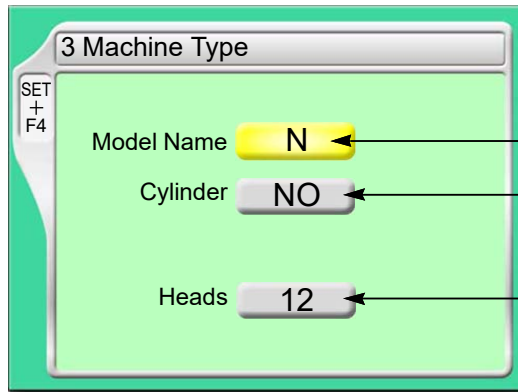 3 Machine Type
SET
+
F4
Model Name N
Cylinder NO
Heads 12